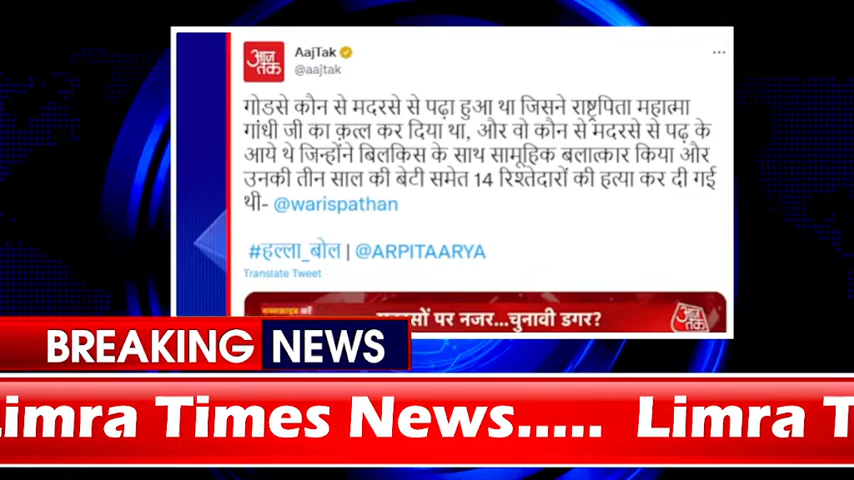 आज
तक
AajTak
@aajtak
गोडसे कौन से मदरसे से पढ़ा हुआ था जिसने राष्ट्रपिता महात्मा
गांधी जी का क़त्ल कर दिया था, और वो कौन से मदरसे से पढ़ के
आये थे जिन्होंने बिलकिस के साथ सामूहिक बलात्कार किया और
उनकी तीन साल की बेटी समेत 14 रिश्तेदारों की हत्या कर दी गई
थी- @warispathan
#हल्ला_बोल | @ARPITAARYA
Translate Tweet
पर नजर...चुनावी डगर?
आज
तक
BREAKING NEWS
Limra Times News..... Limra T